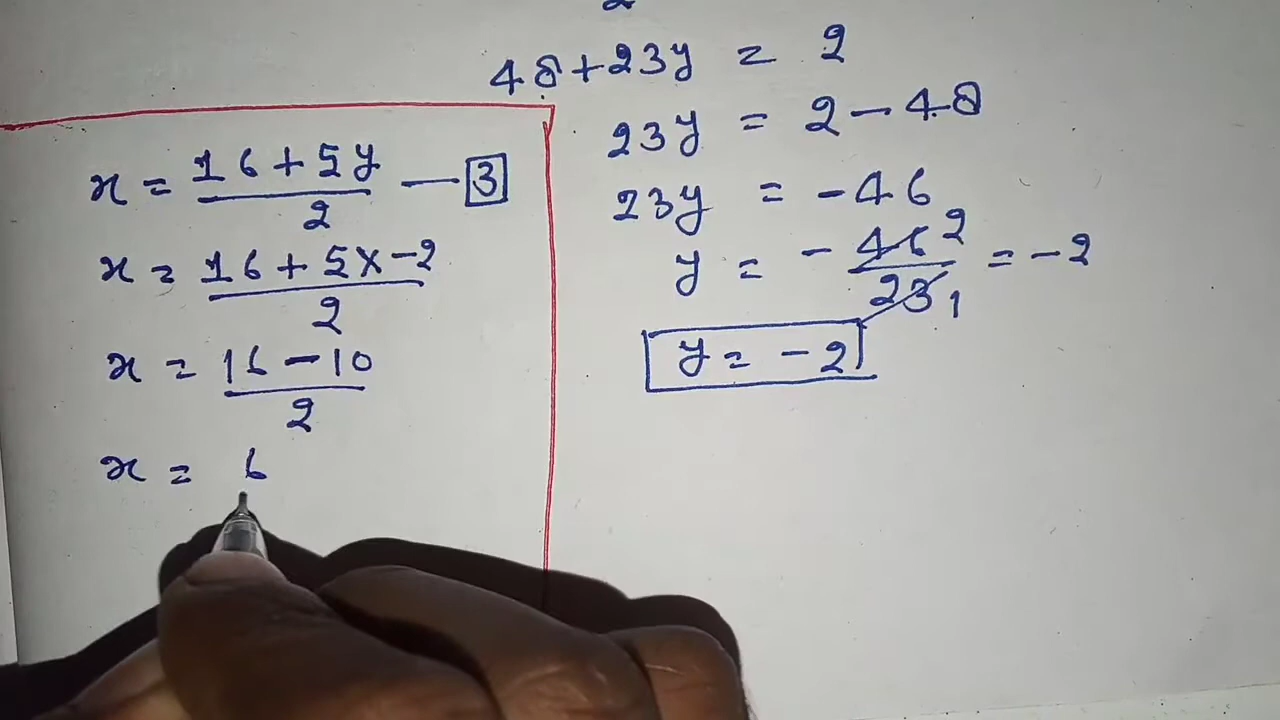 48+23y = 2
23y = 2-48
23y = -46
y = - 46/23 2 1 = -2
y = -2
x = 16+5y/2 — 3
x = 16+5x-2/2
x = 16-10/2
x = 6